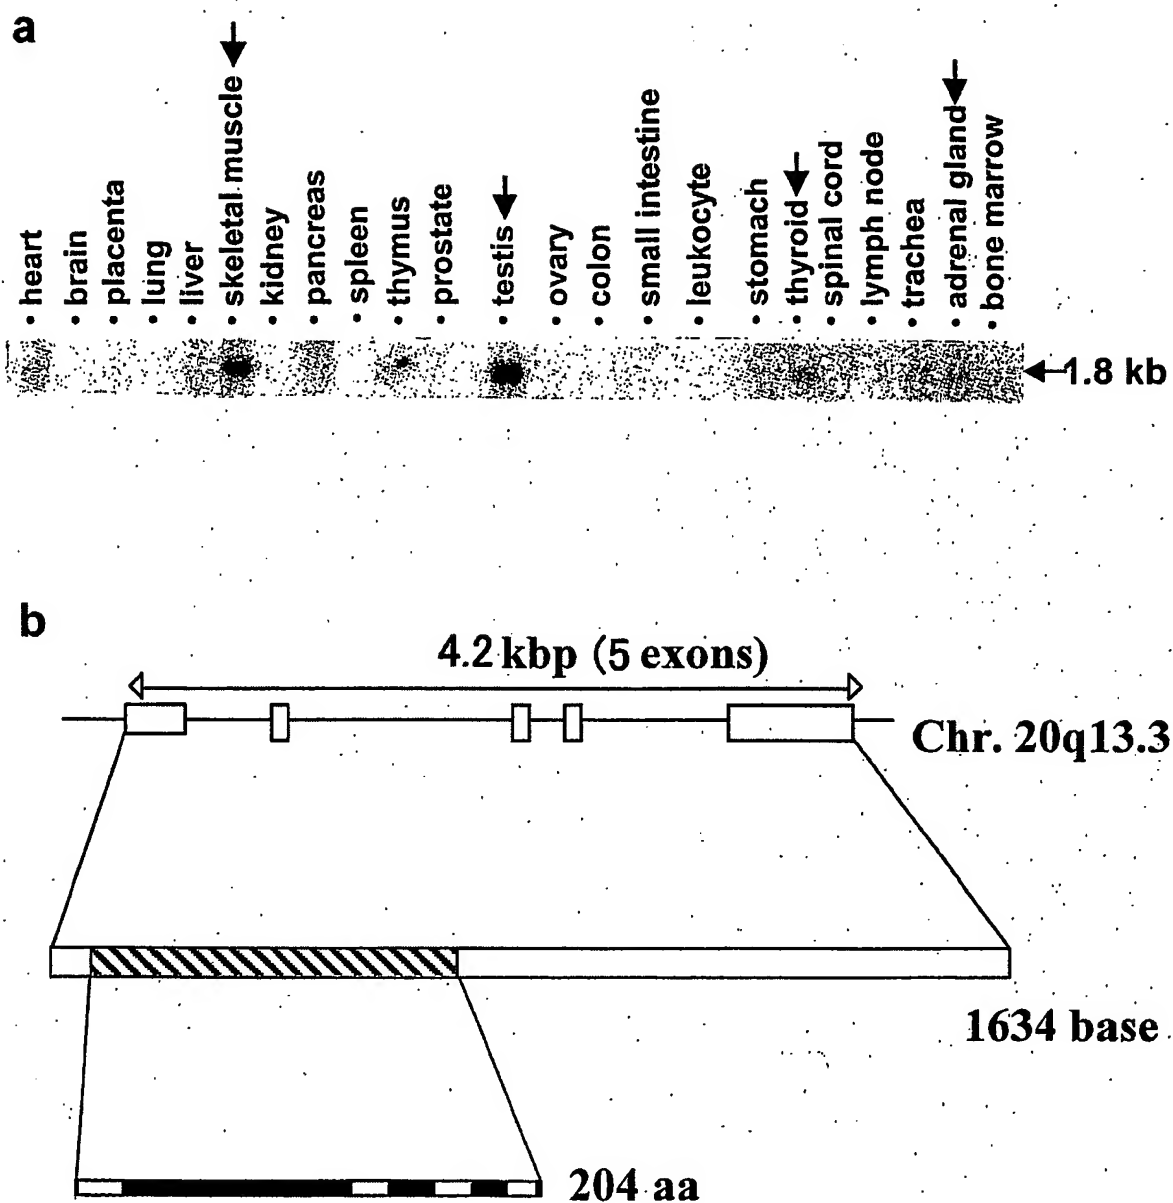 a
• heart
• brain
• placenta
• lung
• liver
• skeletal muscle
• kidney
• pancreas
• spleen
• thymus
• prostate
• testis
• ovary
• colon
• small intestine
• leukocyte
• stomach
• thyroid
• spinal cord
• lymph node
• trachea
• adrenal gland
• bone marrow
1.8 kb
b
4.2 kbp (5 exons)
Chr. 20q13.3
1634 base
204 aa